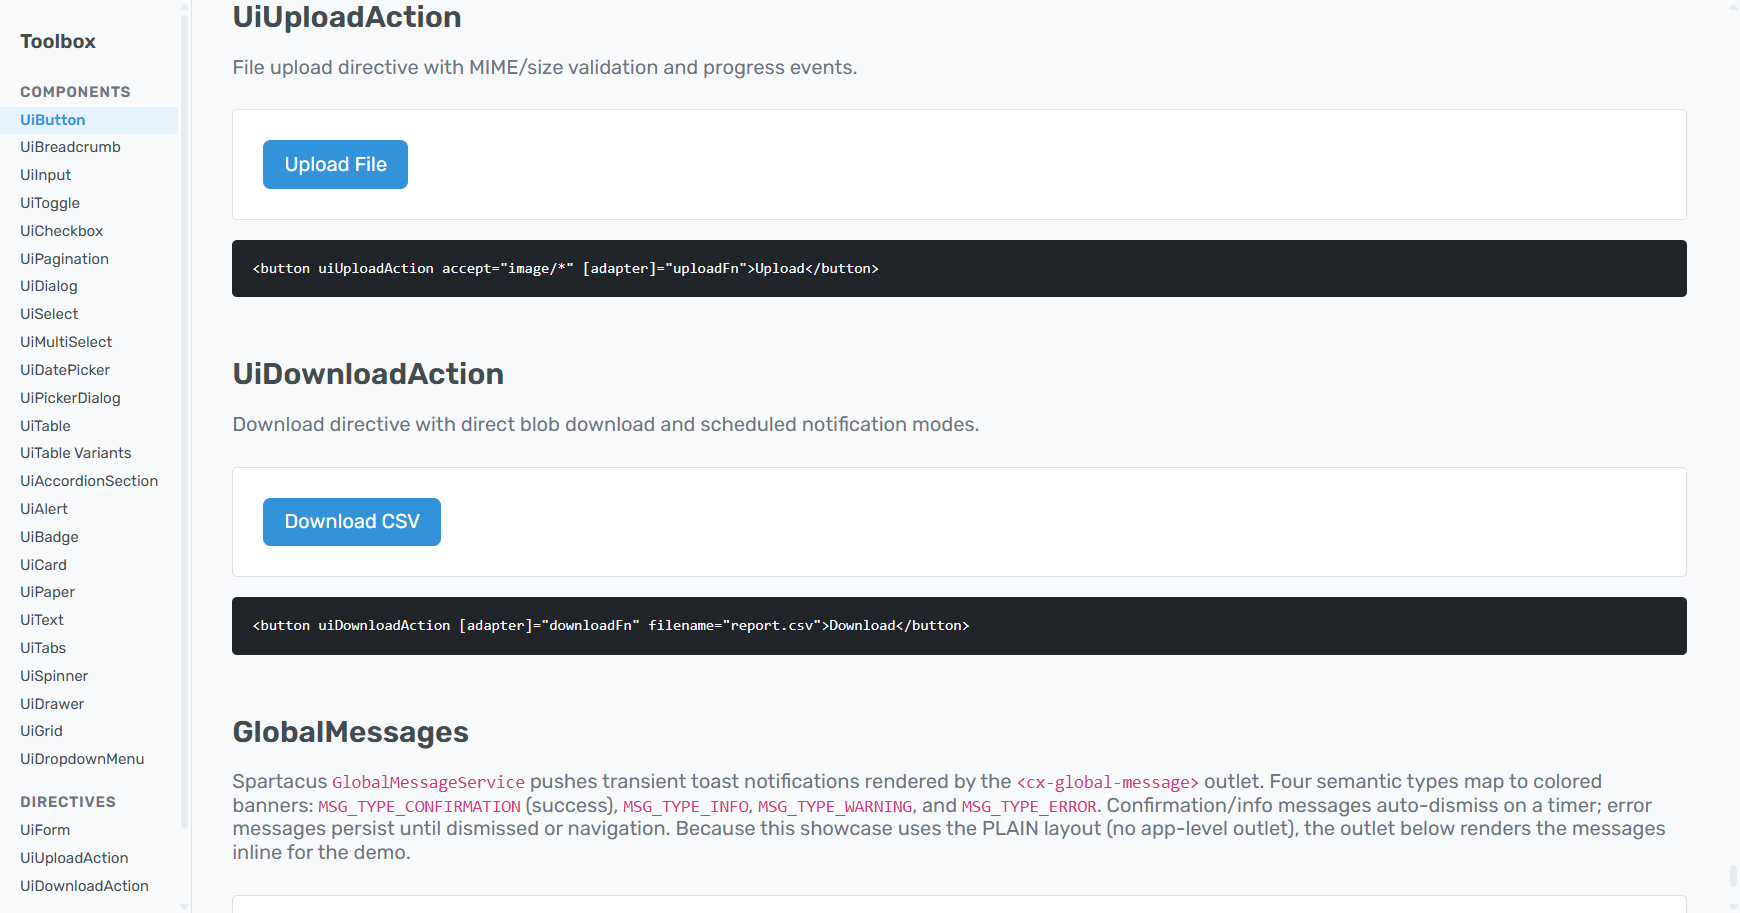 Toolbox
COMPONENTS
UiButton
UiBreadcrumb
UiInput
UiToggle
UiCheckbox
UiPagination
UiDialog
UiSelect
UiMultiSelect
UiDatePicker
UiPickerDialog
UiTable
UiTable Variants
UiAccordionSection
UiAlert
UiBadge
UiCard
UiPaper
UiText
UiTabs
UiSpinner
UiDrawer
UiGrid
UiDropdownMenu
DIRECTIVES
UiForm
UiUploadAction
UiDownloadAction
UiUploadAction
File upload directive with MIME/size validation and progress events.
Upload File
<button uiUploadAction accept="image/*" [adapter]="uploadFn">Upload</button>
UiDownloadAction
Download directive with direct blob download and scheduled notification modes.
Download CSV
<button uiDownloadAction [adapter]="downloadFn" filename="report.csv">Download</button>
GlobalMessages
Spartacus GlobalMessageService pushes transient toast notifications rendered by the <cx-global-message> outlet. Four semantic types map to colored
banners: MSG_TYPE_CONFIRMATION (success), MSG_TYPE_INFO, MSG_TYPE_WARNING, and MSG_TYPE_ERROR. Confirmation/info messages auto-dismiss on a timer; error
messages persist until dismissed or navigation. Because this showcase uses the PLAIN layout (no app-level outlet), the outlet below renders the messages
inline for the demo.